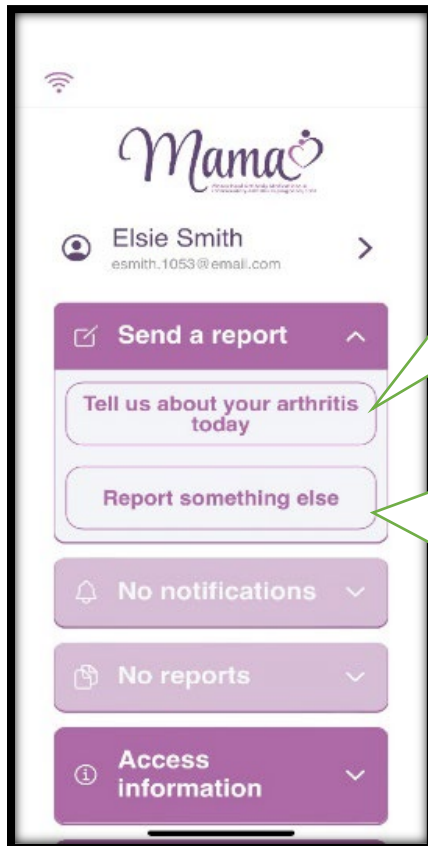 Mama
Elsie Smith
esmith.1053@email.com
Send a report
Tell us about your arthritis
today
Report something else
No notifications
No reports
Access
information